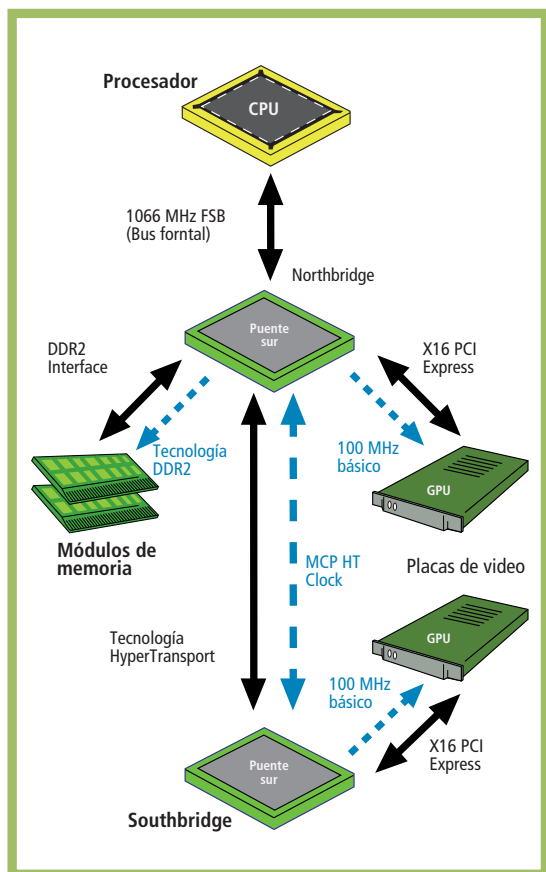 Procesador
CPU
1066 MHz FSB
(Bus forntal)
Northbridge
Puente
sur
DDR2
Interface
X16 PCI
Express
Tecnología
DDR2
100 MHz
básico
GPU
Módulos de
memoria
MCP HT
Clock
Placas de video
Tecnología
HyperTransport
GPU
100 MHz
básico
X16 PCI
Express
Puente
sur
Southbridge